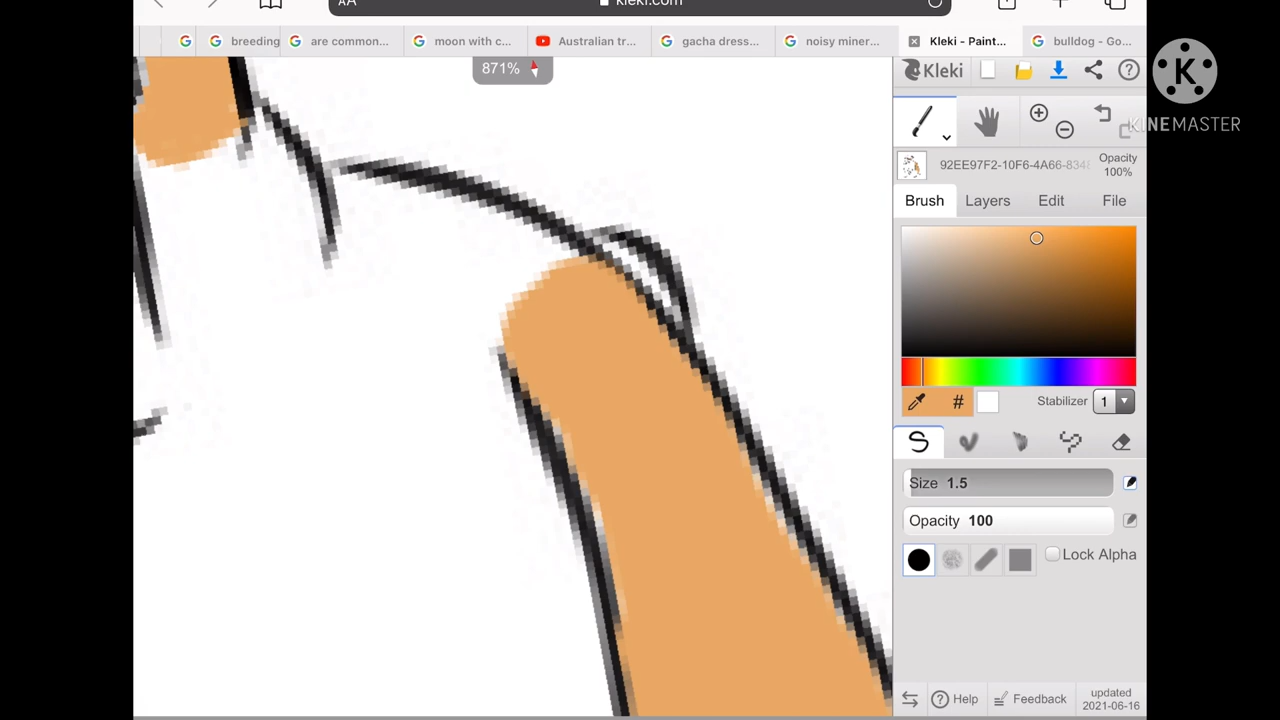 AA kleki.com
breeding are common... moon with c... Australian tr... gacha dress... noisy miner... Kleki - Paint... bulldog - Go...
871%
Kleki
K
KINEMASTER
92EE97F2-10F6-4A66-8348 Opacity
100%
Brush Layers Edit File
# Stabilizer 1
Size 1.5
Opacity 100
Lock Alpha
Help Feedback updated
2021-06-16